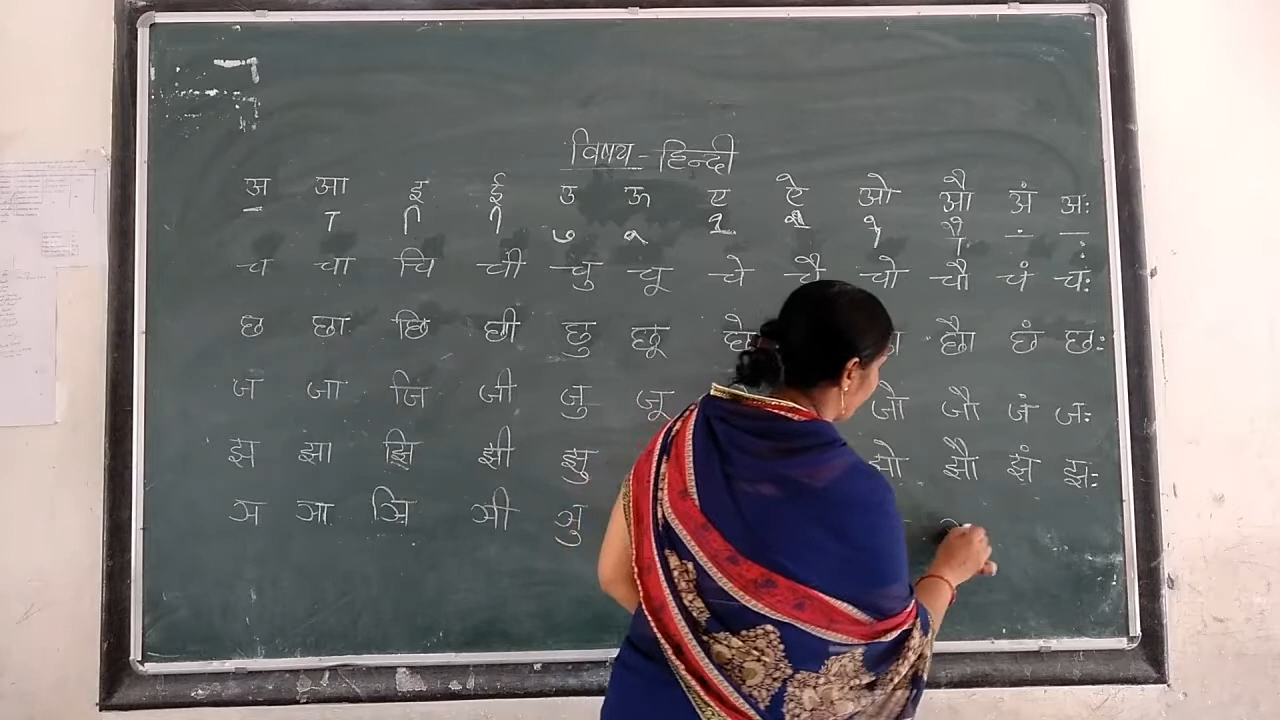 विषय - हिन्दी
अ आ इ ई उ ऊ ए ऐ ओ औ अं अः
च चा चि ची चु चू चे चै चो चौ चं चः
छ छा छि छी छु छू छे छौ छं छः
ज जा जि जी जु जू जो जौ जं जः
झ झा झि झी झु झो झौ झं झः
ञ ञा ञि ञी ञु